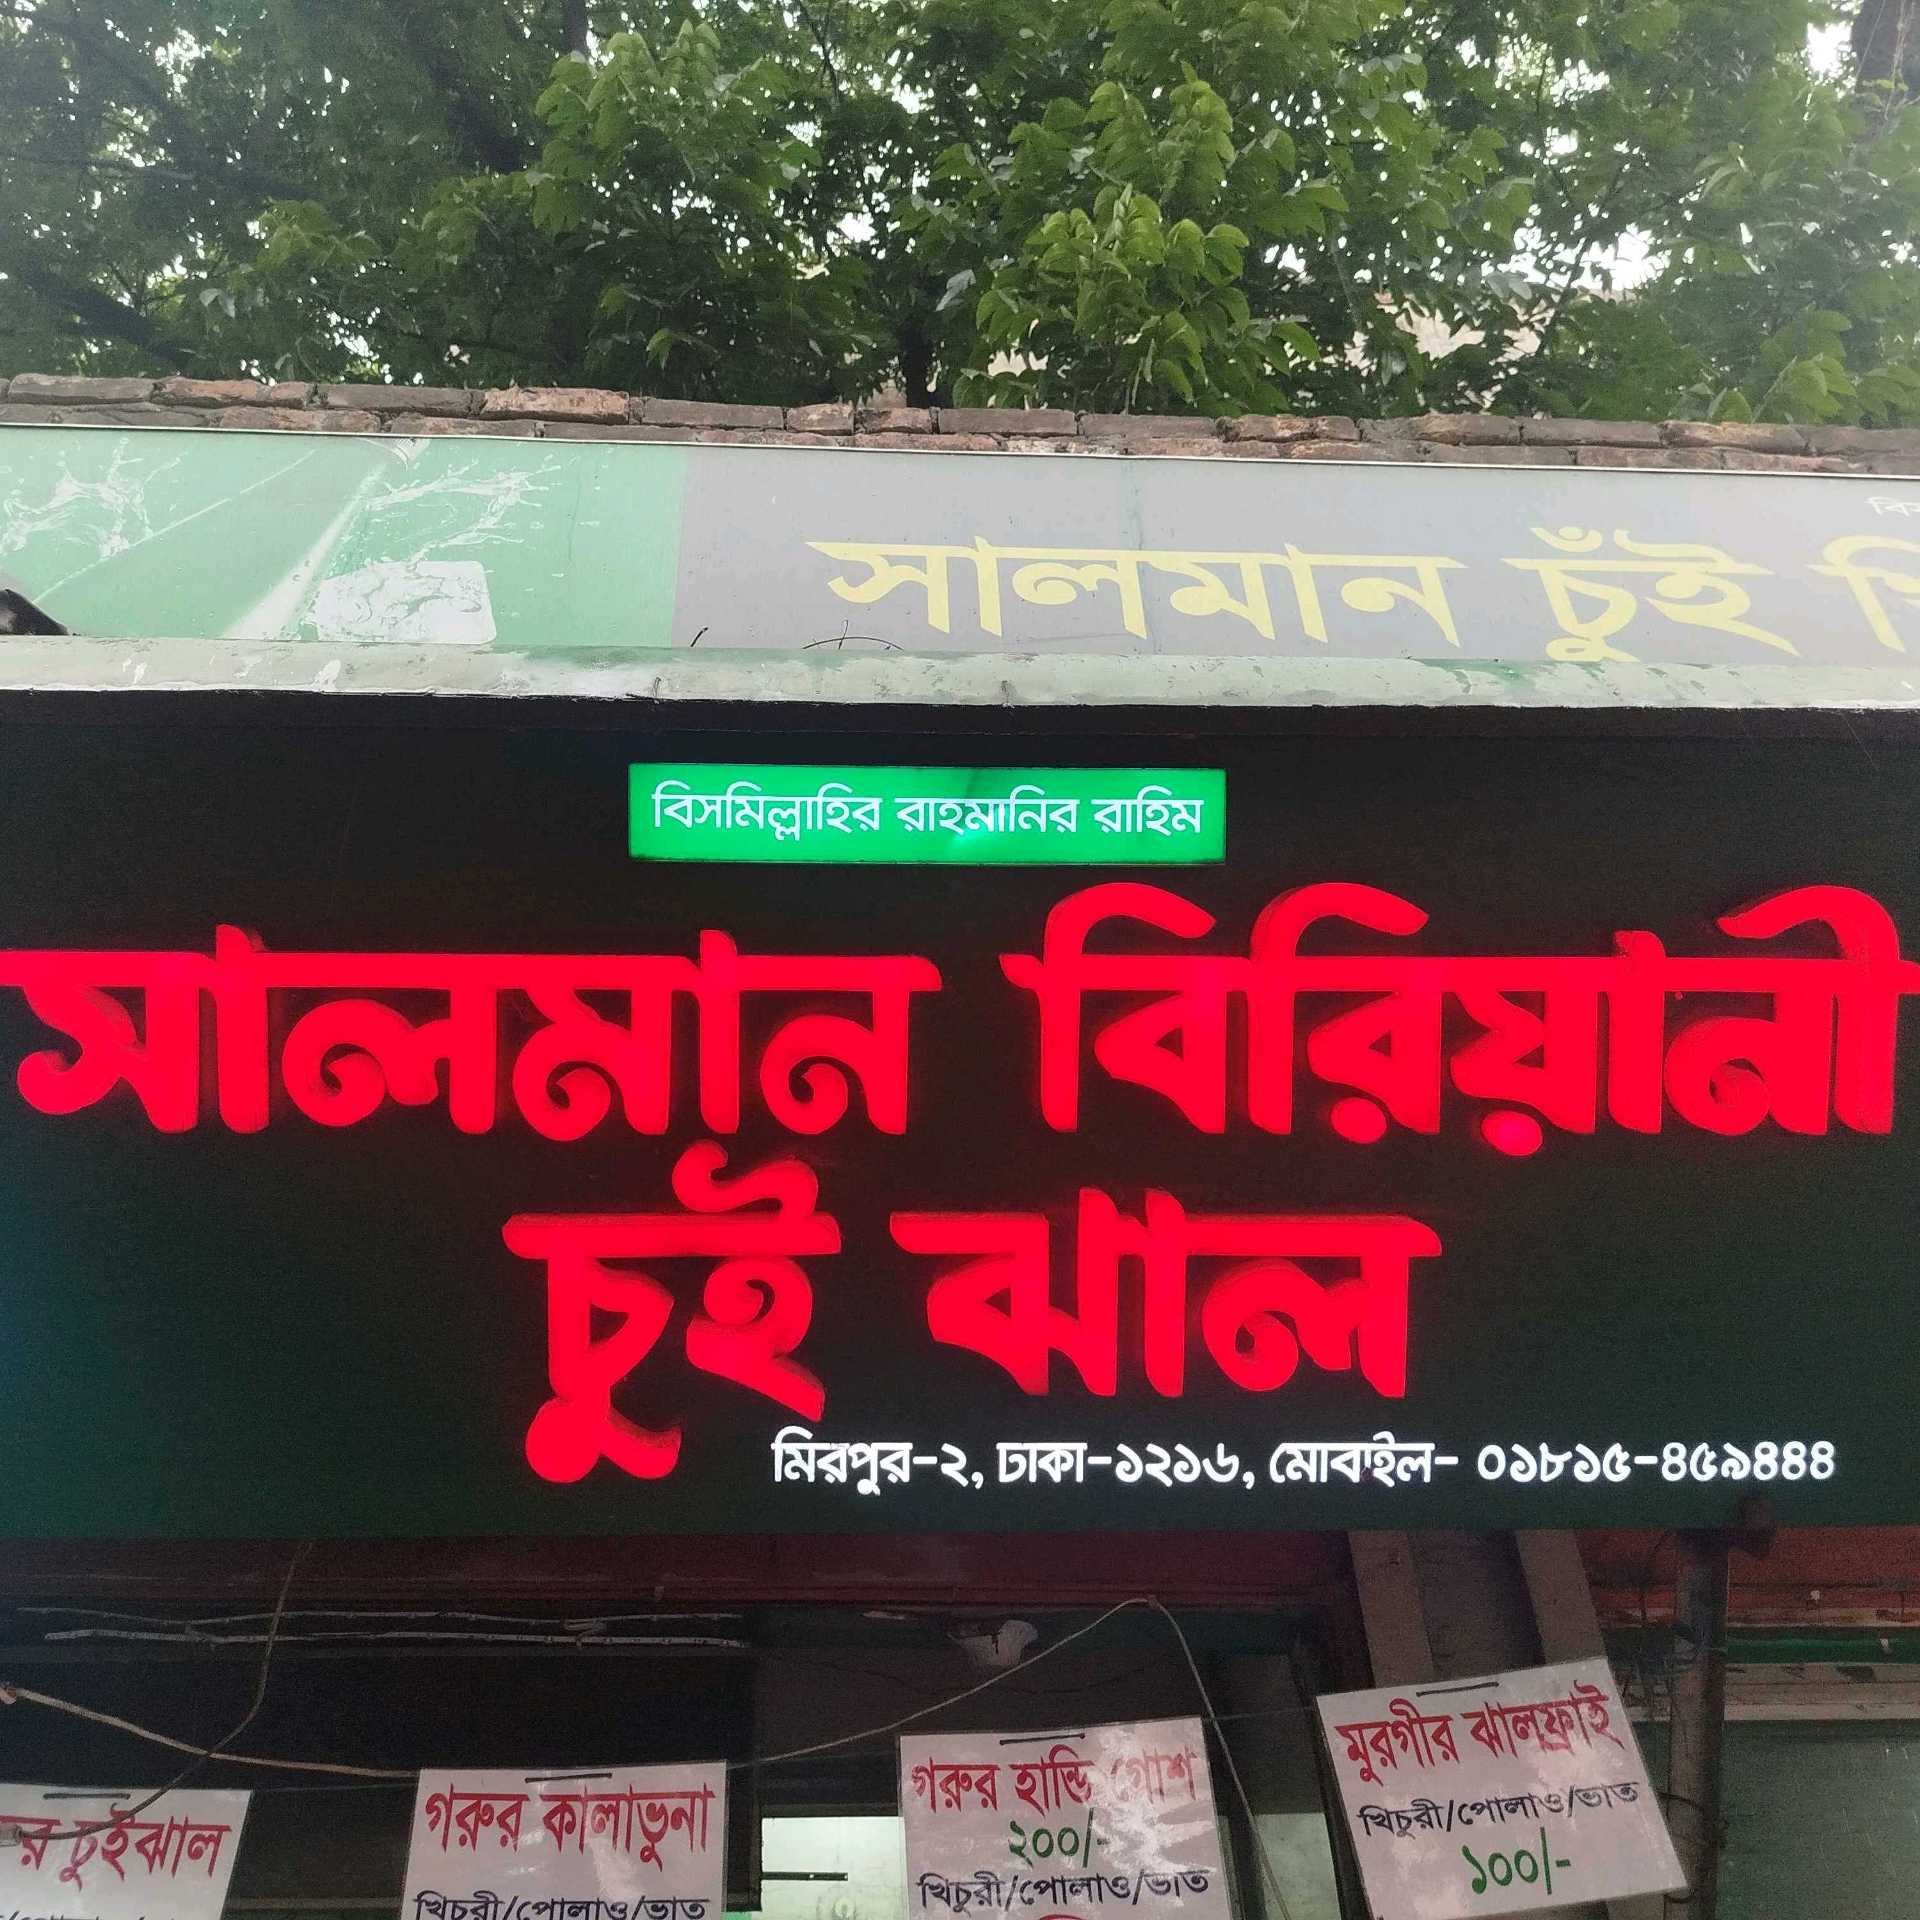 সালমান চুঁই
বিসমিল্লাহির রাহমানির রাহিম
সালমান বিরিয়ানী
চুই ঝাল
মিরপুর-২, ঢাকা-১২১৬, মোবাইল- ০১৮১৫-৪৫৯৪৪৪
র চুইঝাল
গরুর কালাভুনা
খিচুরী/পোলাও/ভাত
গরুর হান্ডি গোশ
২০০/-
খিচুরী/পোলাও/ভাত
মুরগীর ঝালফ্রাই
খিচুরী/পোলাও/ভাত
১০০/-